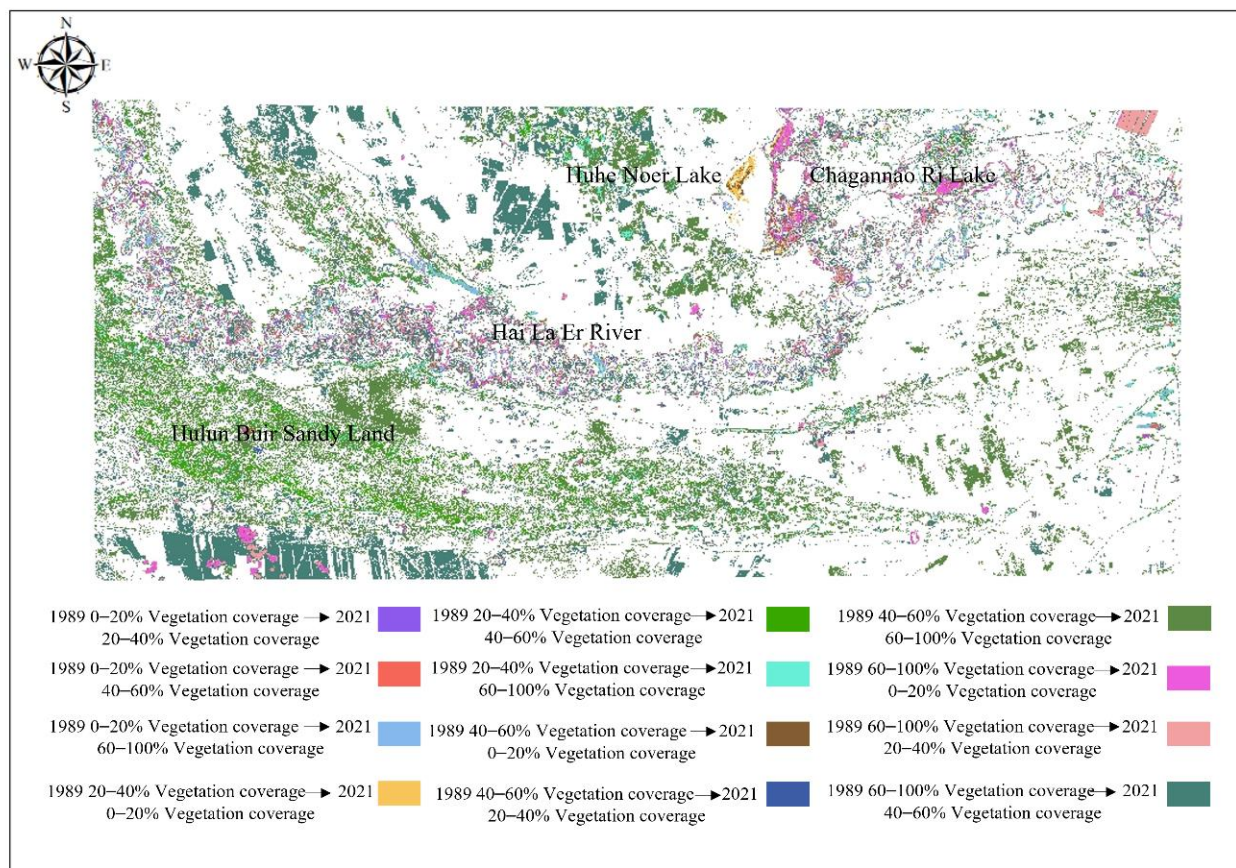 N
W E
S
Huhe Noer Lake
Chagannao Ri Lake
Hai La Er River
Hulun Buir Sandy Land
1989 0–20% Vegetation coverage → 2021
20–40% Vegetation coverage
1989 20–40% Vegetation coverage → 2021
40–60% Vegetation coverage
1989 40–60% Vegetation coverage → 2021
60–100% Vegetation coverage
1989 0–20% Vegetation coverage → 2021
40–60% Vegetation coverage
1989 20–40% Vegetation coverage → 2021
60–100% Vegetation coverage
1989 60–100% Vegetation coverage → 2021
0–20% Vegetation coverage
1989 0–20% Vegetation coverage → 2021
60–100% Vegetation coverage
1989 40–60% Vegetation coverage → 2021
0–20% Vegetation coverage
1989 60–100% Vegetation coverage → 2021
20–40% Vegetation coverage
1989 20–40% Vegetation coverage → 2021
0–20% Vegetation coverage
1989 40–60% Vegetation coverage → 2021
20–40% Vegetation coverage
1989 60–100% Vegetation coverage → 2021
40–60% Vegetation coverage